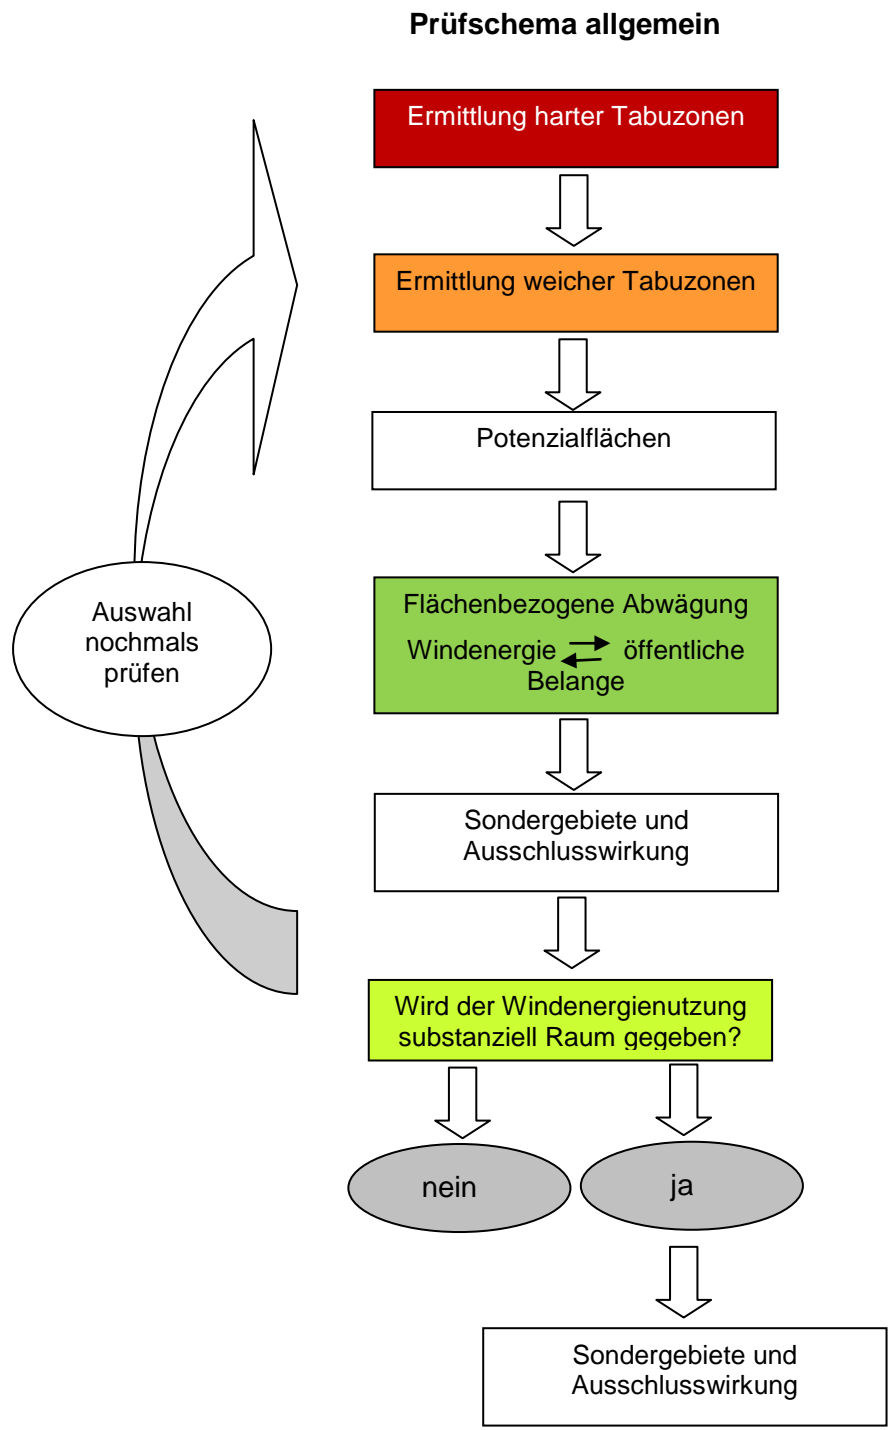 Prüfschema allgemein
Ermittlung harter Tabuzonen
Ermittlung weicher Tabuzonen
Potenzialflächen
Flächenbezogene Abwägung
Windenergie öffentliche
Belange
Auswahl
nochmals
prüfen
Sondergebiete und
Ausschlusswirkung
Wird der Windenergienutzung
substanziell Raum gegeben?
nein
ja
Sondergebiete und
Ausschlusswirkung